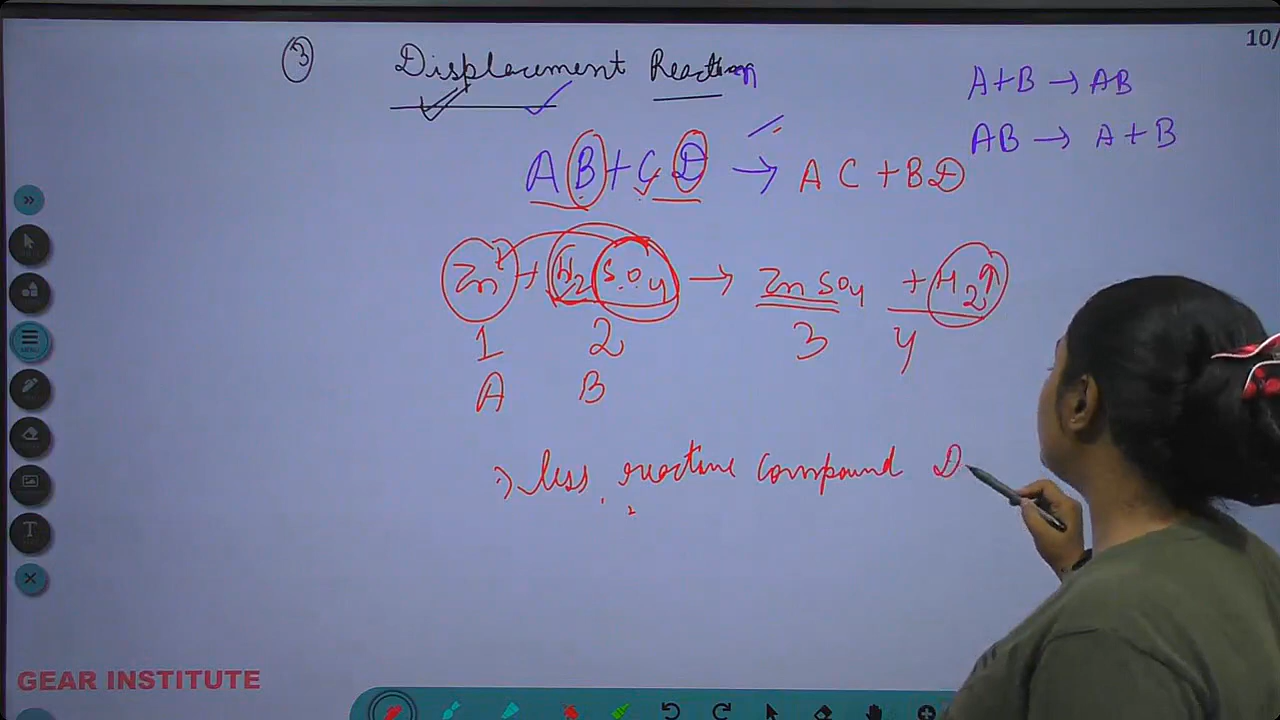 10/
③ Displacement Reaction
A+B → AB
AB → A+B
AB + CD → AC + BD
Zn + H2SO4 → ZnSO4 + H2↑
1 2 3 4
A B
→ less reactive compound D
MENU
GEAR INSTITUTE